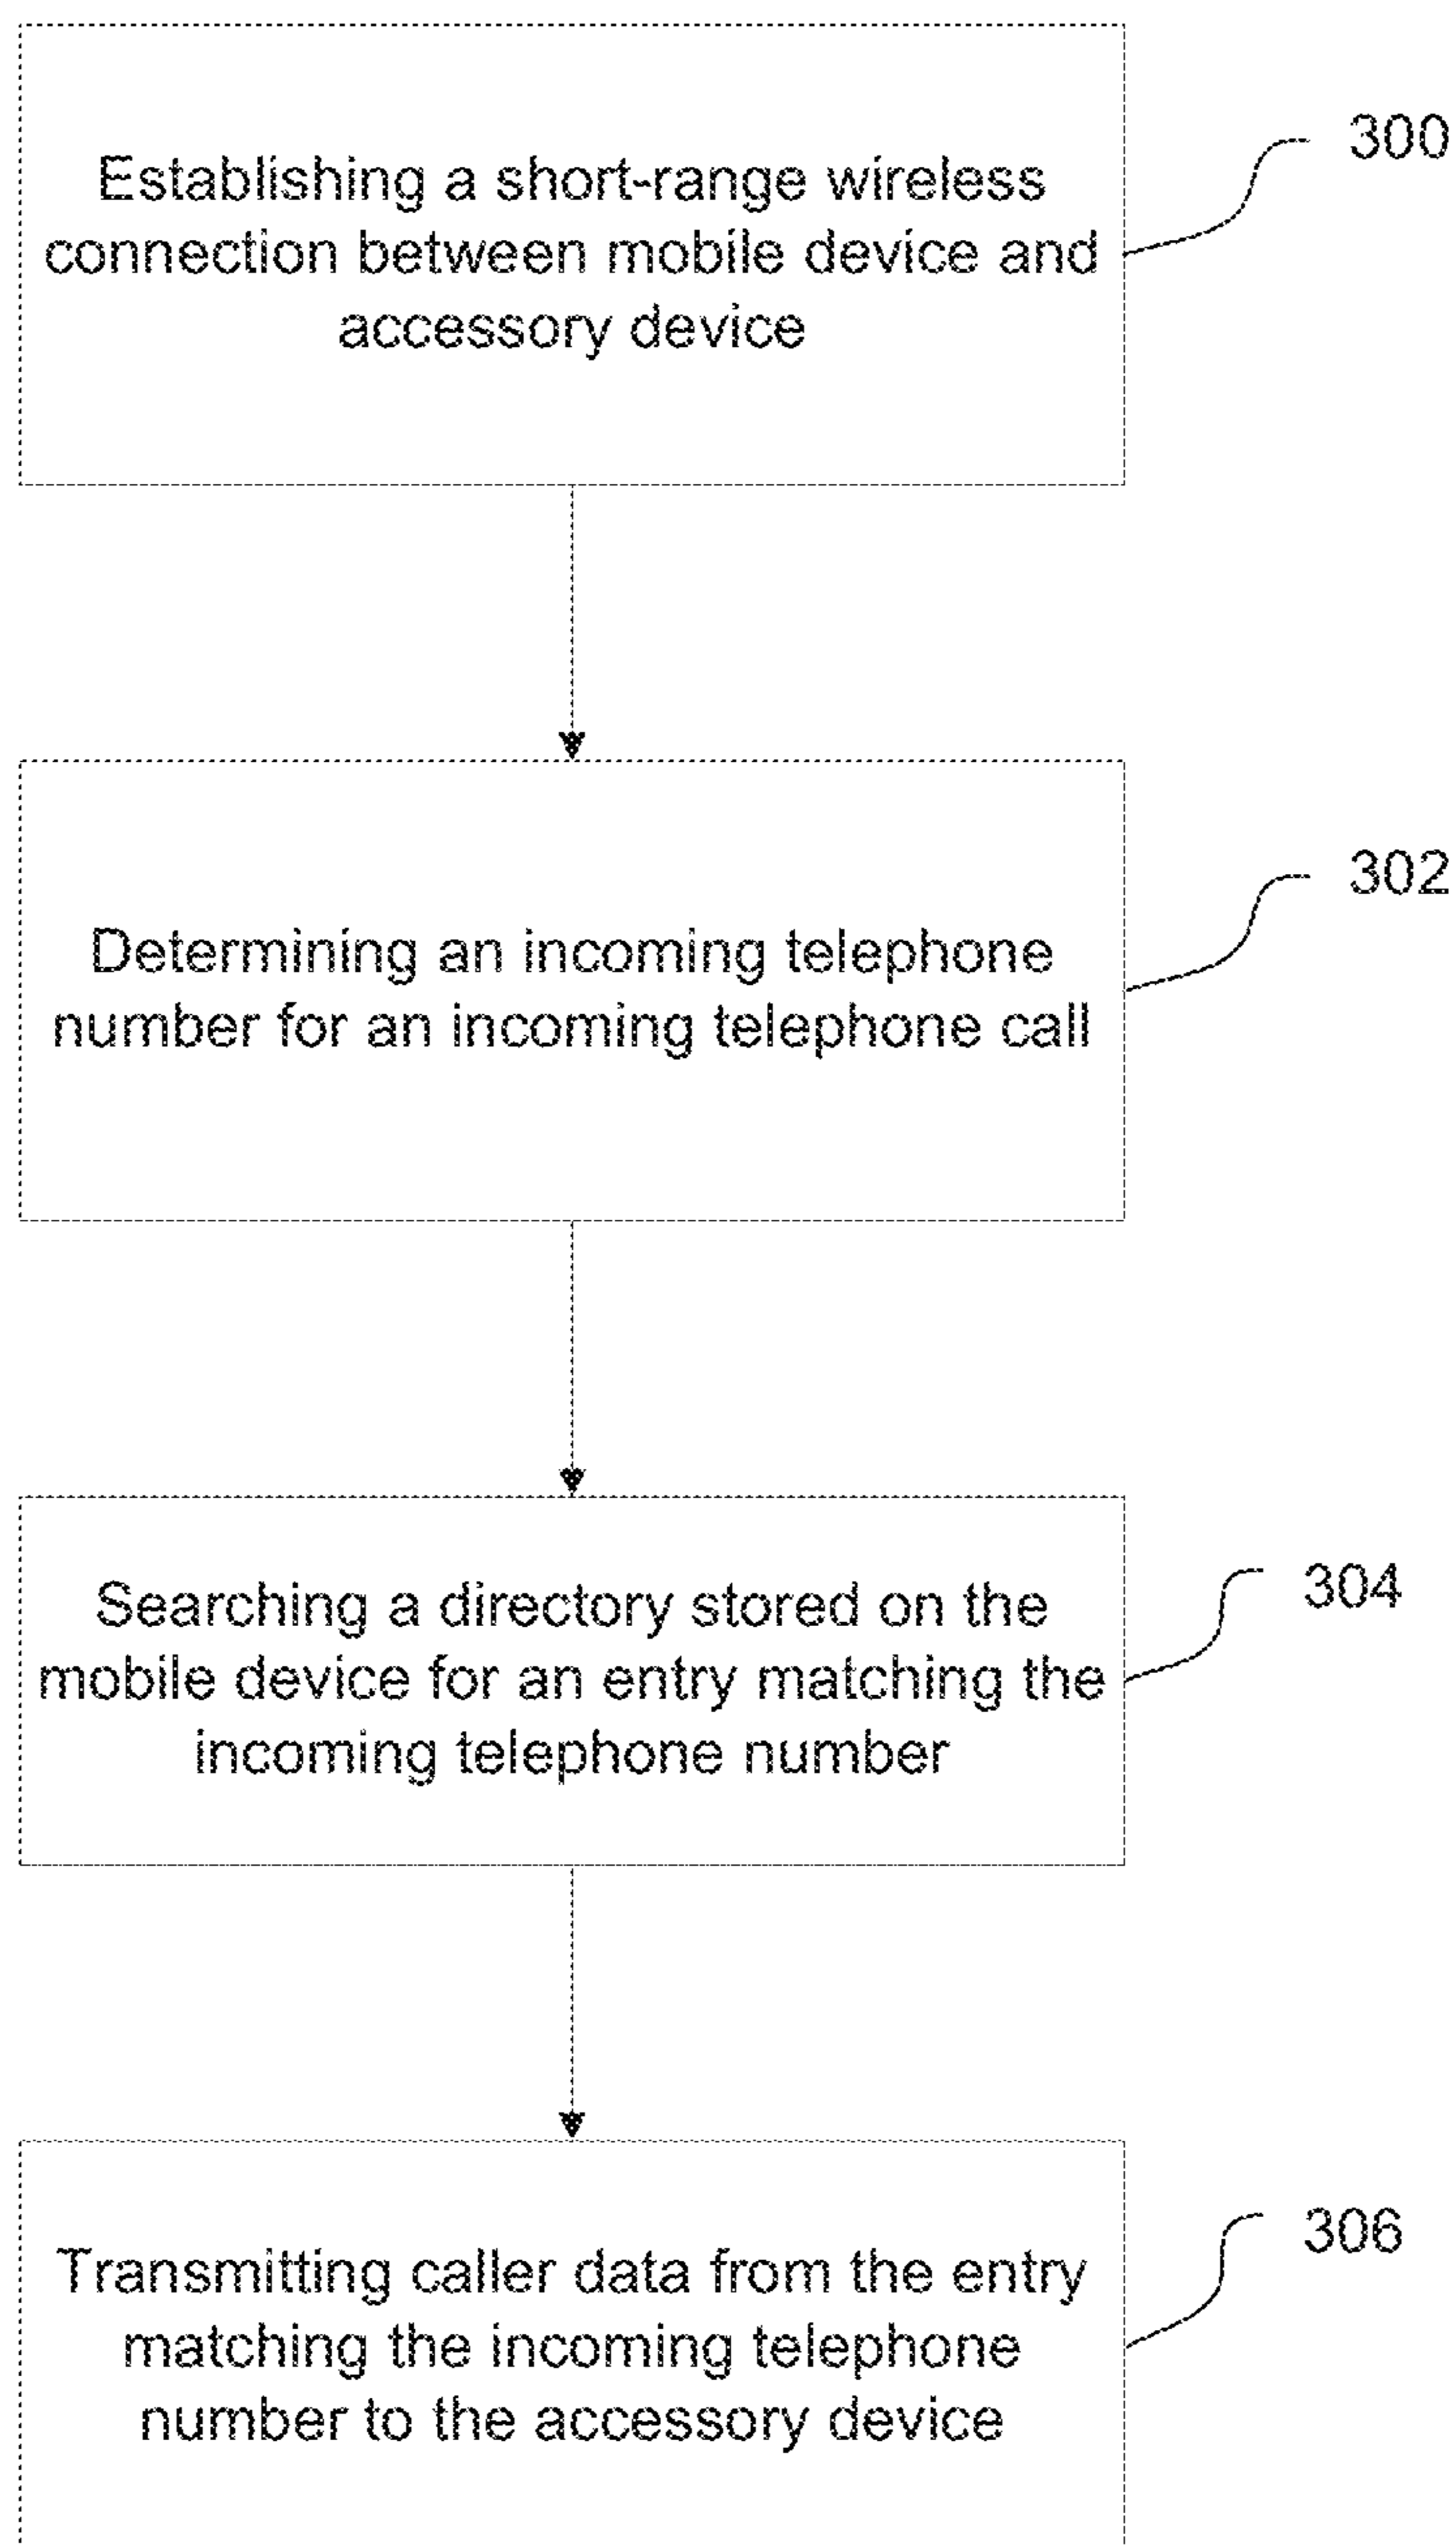 Establishing a short-range wireless
connection between mobile device and
accessory device
300
Determining an incoming telephone
number for an incoming telephone call
302
Searching a directory stored on the
mobile device for an entry matching the
incoming telephone number
304
Transmitting caller data from the entry
matching the incoming telephone
number to the accessory device
306